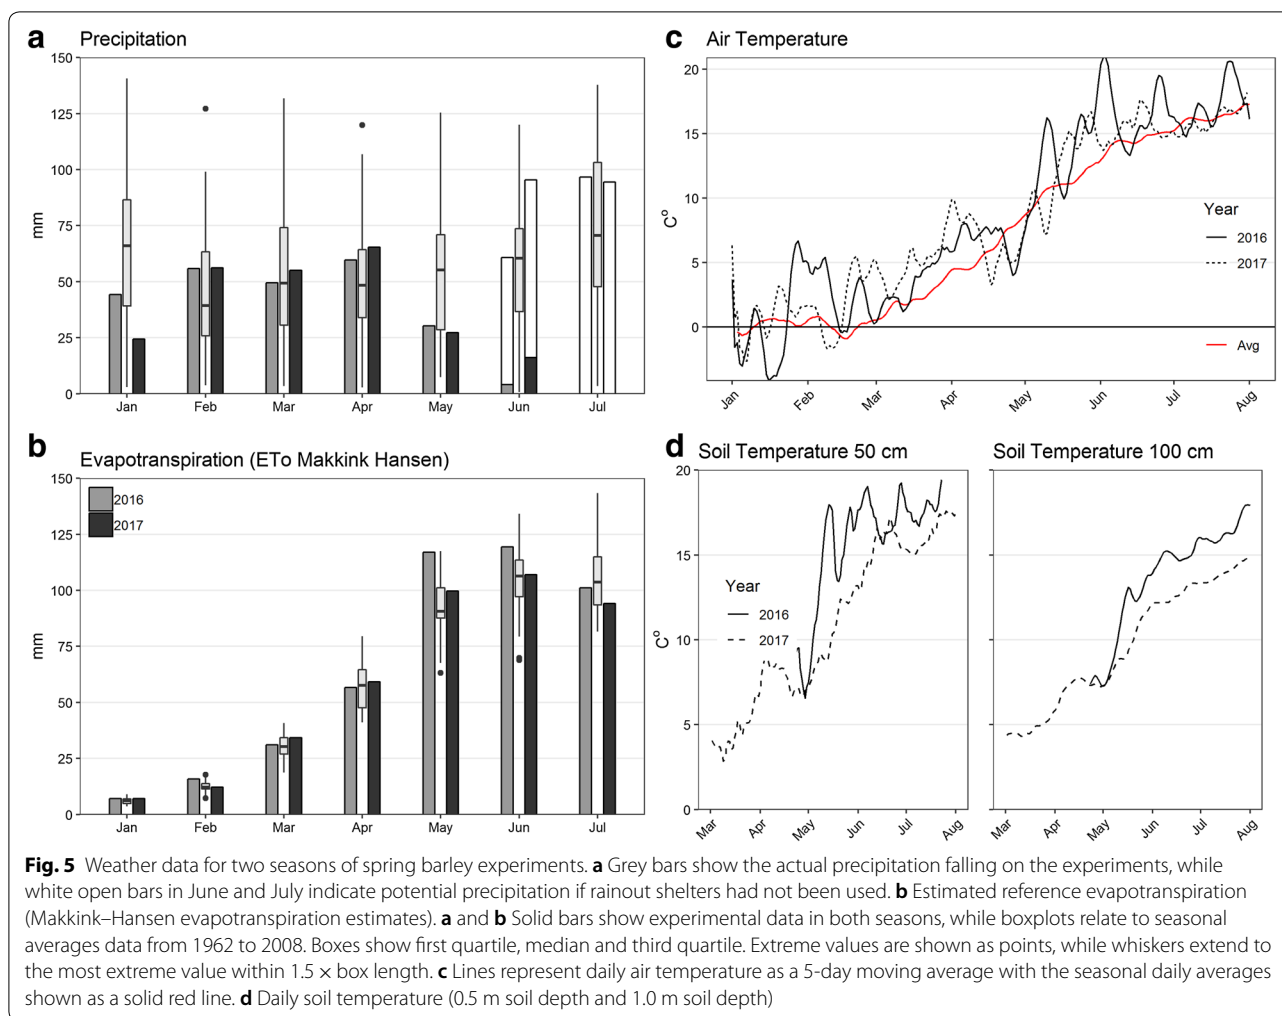 a Precipitation
150
125
100
75
50
25
0
mm
Jan Feb Mar Apr May Jun Jul
b Evapotranspiration (ETo Makkink Hansen)
150
125
100
75
50
25
0
mm
2016
2017
Jan Feb Mar Apr May Jun Jul
c Air Temperature
20
15
10
5
0
C°
Year
2016
2017
Avg
Jan Feb Mar Apr May Jun Jul Aug
d Soil Temperature 50 cm Soil Temperature 100 cm
20
15
10
5
0
C°
Year
2016
2017
Mar Apr May Jun Jul Aug Mar Apr May Jun Jul Aug
Fig. 5 Weather data for two seasons of spring barley experiments. a Grey bars show the actual precipitation falling on the experiments, while
white open bars in June and July indicate potential precipitation if rainout shelters had not been used. b Estimated reference evapotranspiration
(Makkink–Hansen evapotranspiration estimates). a and b Solid bars show experimental data in both seasons, while boxplots relate to seasonal
averages data from 1962 to 2008. Boxes show first quartile, median and third quartile. Extreme values are shown as points, while whiskers extend to
the most extreme value within 1.5 × box length. c Lines represent daily air temperature as a 5-day moving average with the seasonal daily averages
shown as a solid red line. d Daily soil temperature (0.5 m soil depth and 1.0 m soil depth)